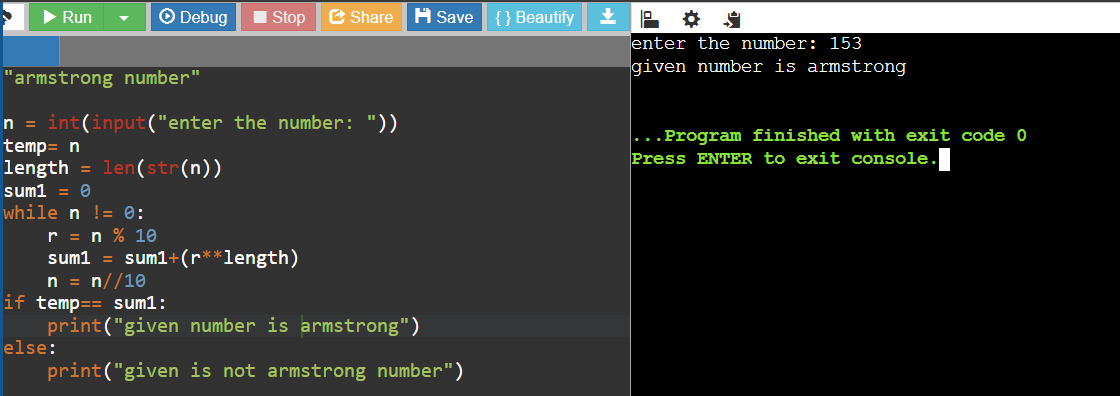 Run Debug Stop Share Save { } Beautify
"armstrong number"
n = int(input("enter the number: "))
temp= n
length = len(str(n))
sum1 = 0
while n != 0:
    r = n % 10
    sum1 = sum1+(r**length)
    n = n//10
if temp== sum1:
    print("given number is armstrong")
else:
    print("given is not armstrong number")
enter the number: 153
given number is armstrong
...Program finished with exit code 0
Press ENTER to exit console.